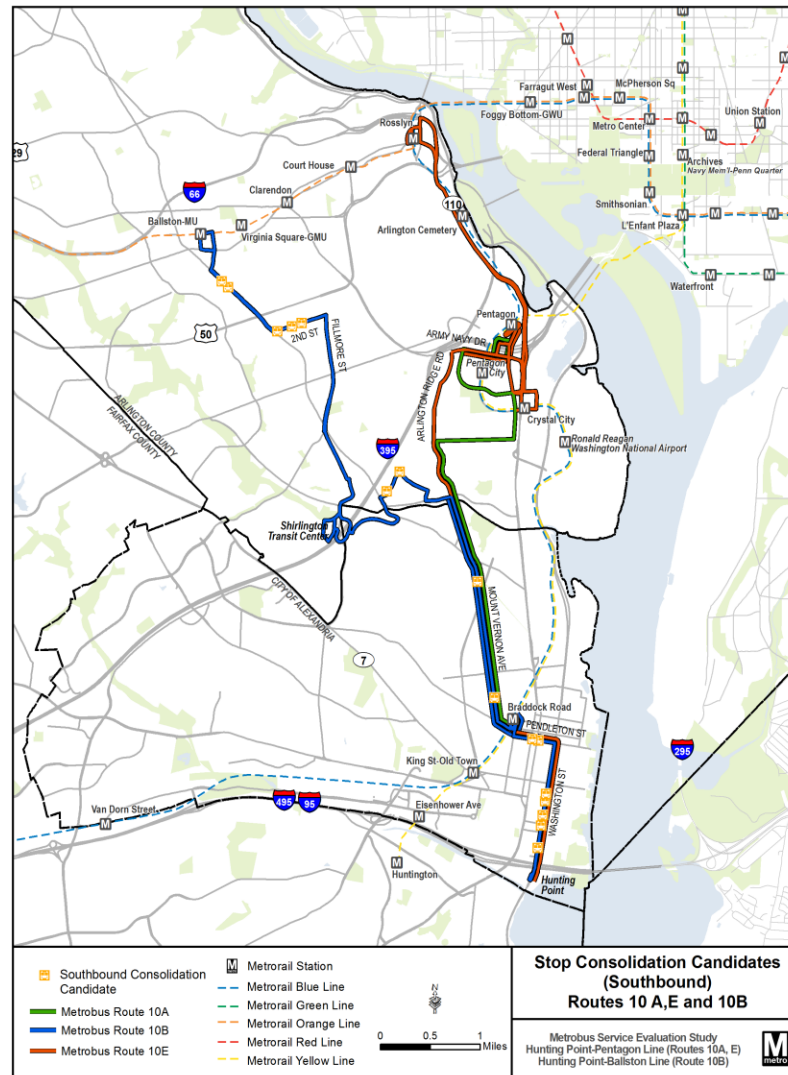 Farragut West
McPherson Sq
Foggy Bottom-GWU
Union Station
Metro Center
Rosslyn
Federal Triangle
Archives
Navy Mem'l-Penn Quarter
29
Court House
66
Clarendon
Smithsonian
110
Ballston-MU
Arlington Cemetery
L'Enfant Plaza
Virginia Square-GMU
Waterfront
Pentagon
50
2ND ST
FILLMORE ST
ARMY NAVY DR
Pentagon
City
ARLINGTON RIDGE RD
Crystal City
ARLINGTON COUNTY
FAIRFAX COUNTY
395
Ronald Reagan
Washington National Airport
Shirlington
Transit Center
CITY OF ALEXANDRIA
MOUNT VERNON AVE
7
Braddock Road
PENDLETON ST
295
King St-Old Town
WASHINGTON ST
Van Dorn Street
495
95
Eisenhower Ave
Huntington
Hunting
Point
Southbound Consolidation
Candidate
Metrobus Route 10A
Metrobus Route 10B
Metrobus Route 10E
M Metrorail Station
Metrorail Blue Line
Metrorail Green Line
Metrorail Orange Line
Metrorail Red Line
Metrorail Yellow Line
N
0 0.5 1
Miles
Stop Consolidation Candidates
(Southbound)
Routes 10 A,E and 10B
Metrobus Service Evaluation Study
Hunting Point-Pentagon Line (Routes 10A, E)
Hunting Point-Ballston Line (Route 10B)
M
metro